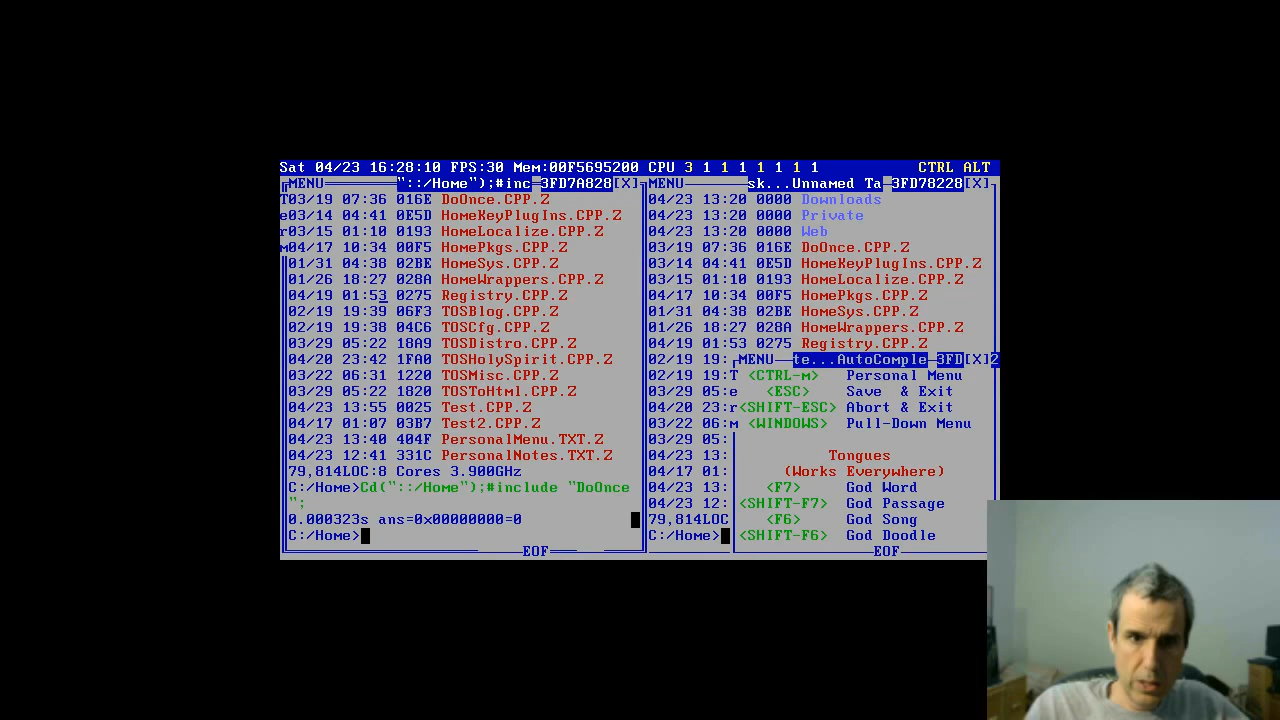 Sat 04/23 16:28:10 FPS:30 Mem:00F5695200 CPU 3 1 1 1 1 1 1 1 CTRL ALT
MENU "::/Home");#inc 3FD7A828[X]
T03/19 07:36 016E DoOnce.CPP.Z
e03/14 04:41 0E5D HomeKeyPlugIns.CPP.Z
r03/15 01:10 0193 HomeLocalize.CPP.Z
m04/17 10:34 00F5 HomePkgs.CPP.Z
01/31 04:38 02BE HomeSys.CPP.Z
01/26 18:27 028A HomeWrappers.CPP.Z
04/19 01:53 0275 Registry.CPP.Z
02/19 19:39 06F3 TOSBlog.CPP.Z
02/19 19:38 04C6 TOSCfg.CPP.Z
03/29 05:22 18A9 TOSDistro.CPP.Z
04/20 23:42 1FA0 TOSHolySpirit.CPP.Z
03/22 06:31 1220 TOSMisc.CPP.Z
03/29 05:22 1820 TOSToHtml.CPP.Z
04/23 13:55 0025 Test.CPP.Z
04/17 01:07 03B7 Test2.CPP.Z
04/23 13:40 404F PersonalMenu.TXT.Z
04/23 12:41 331C PersonalNotes.TXT.Z
79,814LOC:8 Cores 3.900GHz
C:/Home>Cd("::/Home");#include "DoOnce
";
0.000323s ans=0x00000000=0
C:/Home>
EOF
MENU sk...Unnamed Ta 3FD78228[X]
04/23 13:20 0000 Downloads
04/23 13:20 0000 Private
04/23 13:20 0000 Web
03/19 07:36 016E DoOnce.CPP.Z
03/14 04:41 0E5D HomeKeyPlugIns.CPP.Z
03/15 01:10 0193 HomeLocalize.CPP.Z
04/17 10:34 00F5 HomePkgs.CPP.Z
01/31 04:38 02BE HomeSys.CPP.Z
01/26 18:27 028A HomeWrappers.CPP.Z
04/19 01:53 0275 Registry.CPP.Z
02/19 19:
02/19 19:
03/29 05:
04/20 23:
03/22 06:
03/29 05:
04/23 13:
04/17 01:
04/23 13:
04/23 12:
79,814LOC
C:/Home>
MENU te...AutoComple 3FD[X]2
T <CTRL-m> Personal Menu
e <ESC> Save & Exit
r<SHIFT-ESC> Abort & Exit
m <WINDOWS> Pull-Down Menu
Tongues
(Works Everywhere)
<F7> God Word
<SHIFT-F7> God Passage
<F6> God Song
<SHIFT-F6> God Doodle
EOF